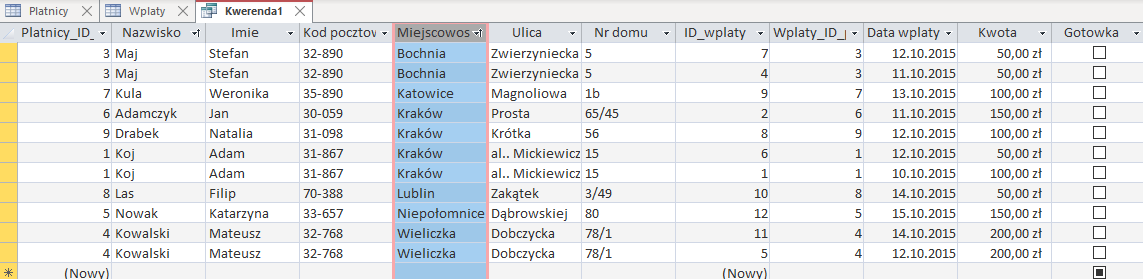 Platnicy Wplaty Kwerenda1
Platnicy_ID_ Nazwisko Imie Kod pocztow Miejscowos Ulica Nr domu ID_wplaty Wplaty_ID_ Data wplaty Kwota Gotowka
3 Maj Stefan 32-890 Bochnia Zwierzyniecka 5 7 3 12.10.2015 50,00 zł
3 Maj Stefan 32-890 Bochnia Zwierzyniecka 5 4 3 11.10.2015 50,00 zł
7 Kula Weronika 35-890 Katowice Magnoliowa 1b 9 7 13.10.2015 100,00 zł
6 Adamczyk Jan 30-059 Kraków Prosta 65/45 2 6 11.10.2015 150,00 zł
9 Drabek Natalia 31-098 Kraków Krótka 56 8 9 12.10.2015 100,00 zł
1 Koj Adam 31-867 Kraków al.. Mickiewicz 15 6 1 12.10.2015 50,00 zł
1 Koj Adam 31-867 Kraków al.. Mickiewicz 15 1 1 10.10.2015 100,00 zł
8 Las Filip 70-388 Lublin Zakątek 3/49 10 8 14.10.2015 50,00 zł
5 Nowak Katarzyna 33-657 Niepołomnice Dąbrowskiej 80 12 5 15.10.2015 150,00 zł
4 Kowalski Mateusz 32-768 Wieliczka Dobczycka 78/1 11 4 14.10.2015 200,00 zł
4 Kowalski Mateusz 32-768 Wieliczka Dobczycka 78/1 5 4 12.10.2015 200,00 zł
(Nowy) (Nowy)